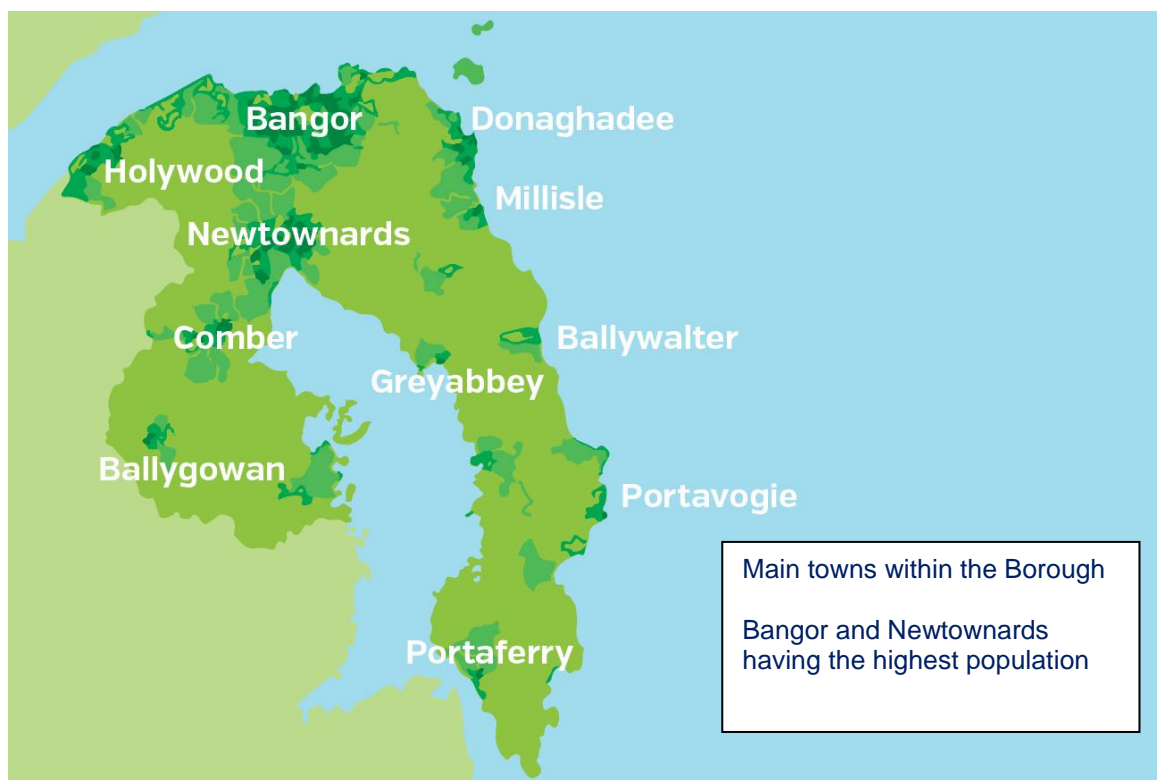 Bangor
Donaghadee
Holywood
Millisle
Newtownards
Comber
Ballywalter
Greyabbey
Ballygowan
Portavogie
Main towns within the Borough
Bangor and Newtownards
having the highest population
Portaferry